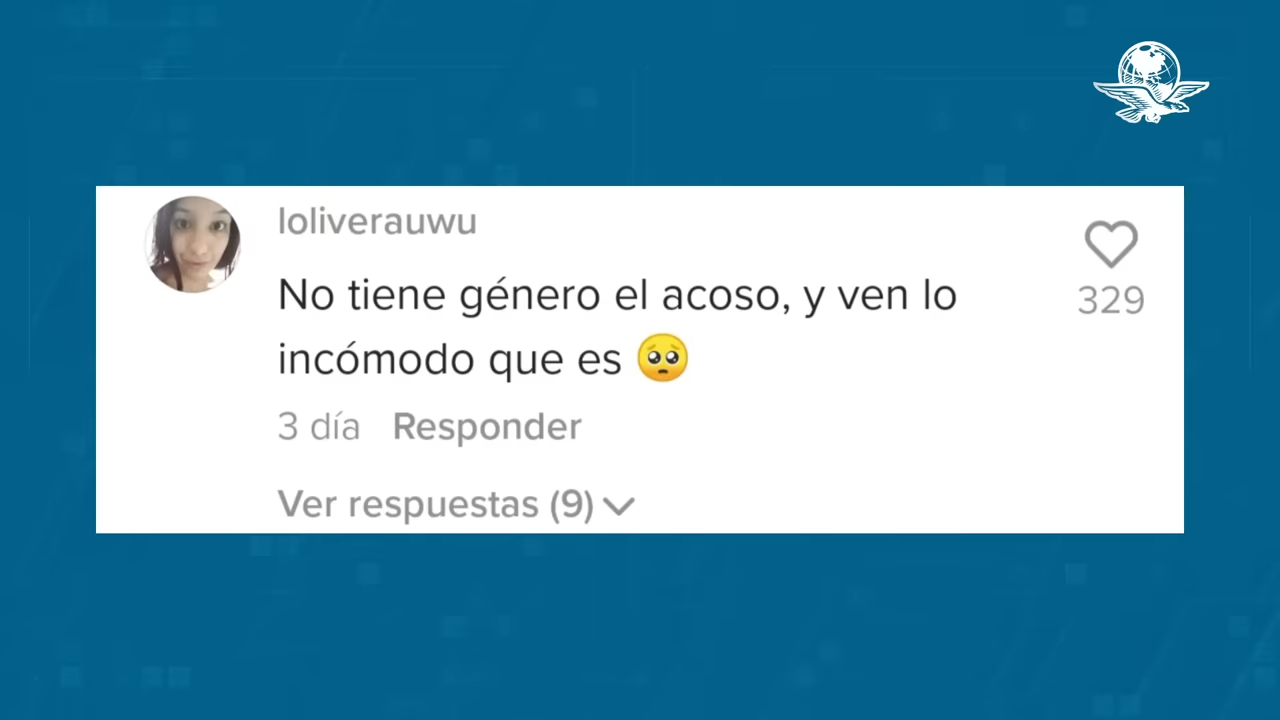 loliverauwu
No tiene género el acoso, y ven lo
incómodo que es 🥺
329
3 día Responder
Ver respuestas (9)